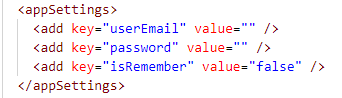 <appSettings>
<add key="userEmail" value="" />
<add key="password" value="" />
<add key="isRemember" value="false" />
</appSettings>